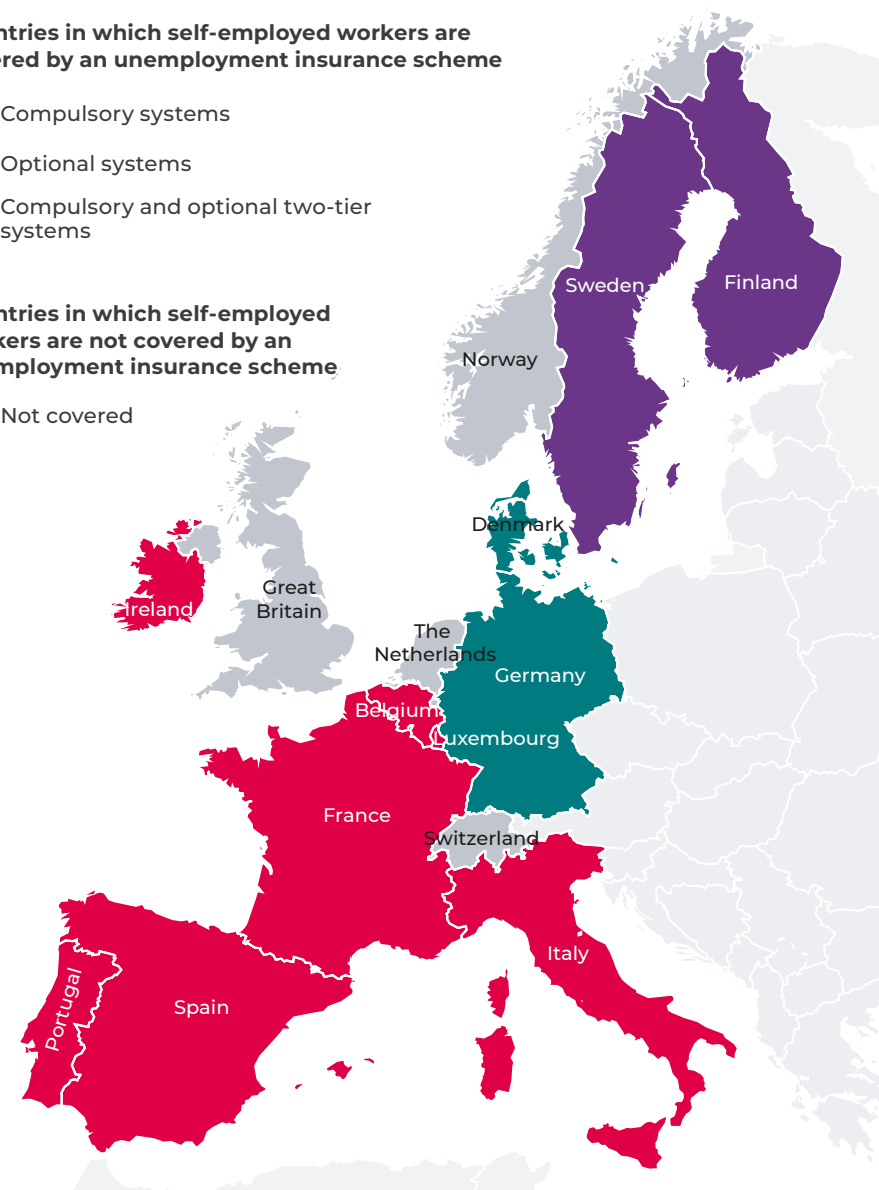 ntries in which self-employed workers are
ered by an unemployment insurance scheme
Compulsory systems
Optional systems
Compulsory and optional two-tier
systems
ntries in which self-employed
kers are not covered by an
mployment insurance scheme
Not covered
Sweden
Finland
Norway
Denmark
Ireland
Great
Britain
The
Netherlands
Germany
Belgium
Luxembourg
France
Switzerland
Italy
Portugal
Spain